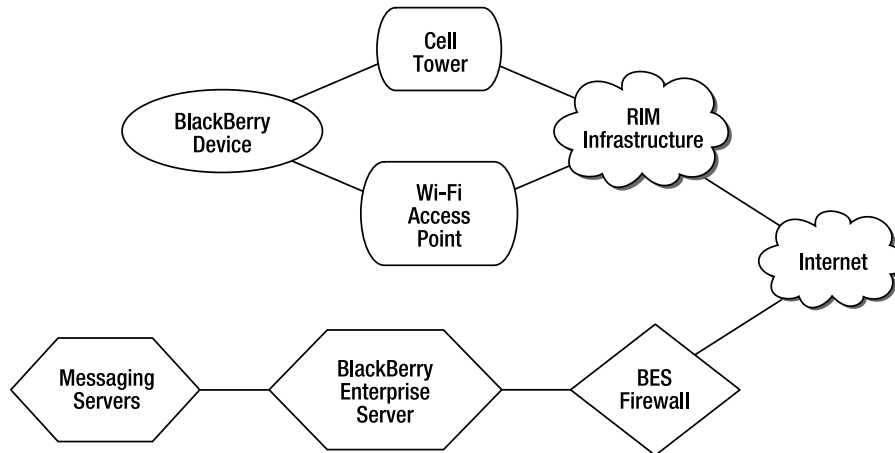 Cell
Tower
BlackBerry
Device
RIM
Infrastructure
Wi-Fi
Access
Point
Internet
Messaging
Servers
BlackBerry
Enterprise
Server
BES
Firewall